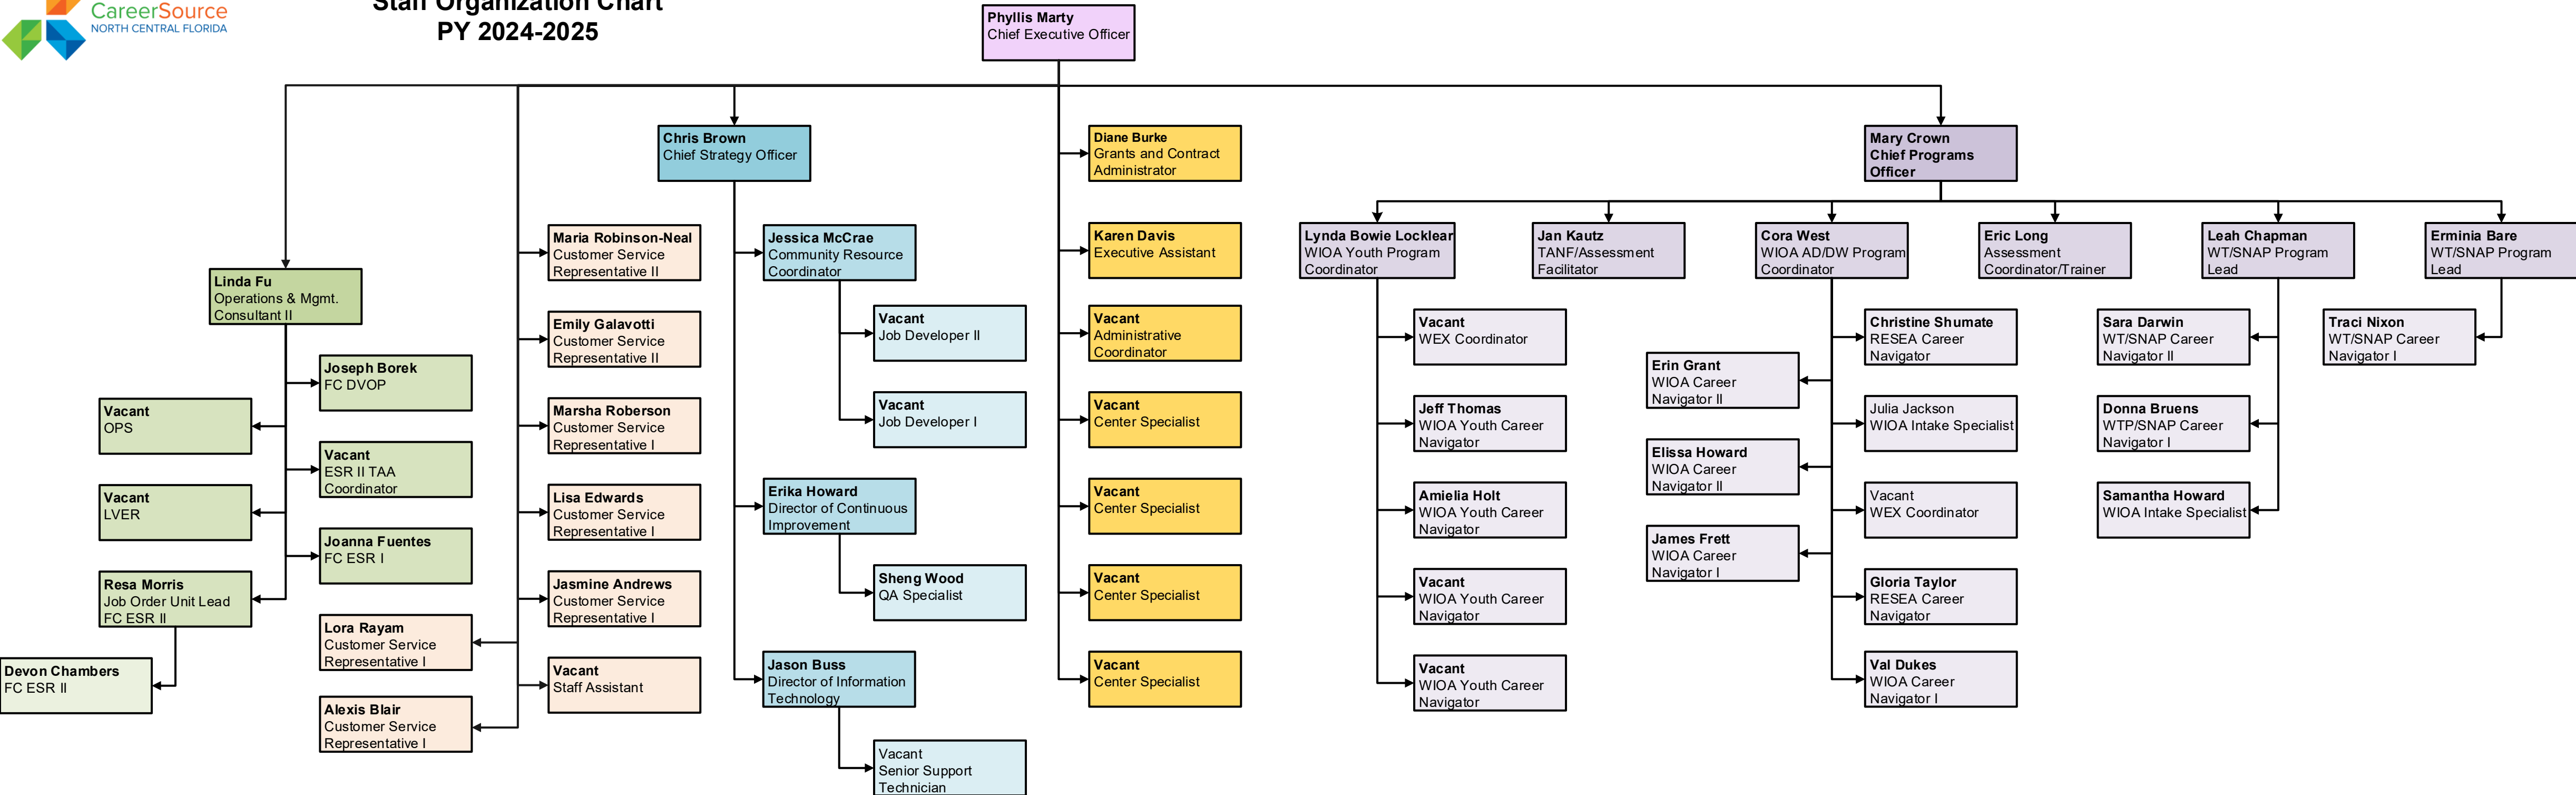 CareerSource
NORTH CENTRAL FLORIDA
Staff Organization Chart
PY 2024-2025
Phyllis Marty
Chief Executive Officer
Chris Brown
Chief Strategy Officer
Diane Burke
Grants and Contract
Administrator
Mary Crown
Chief Programs
Officer
Linda Fu
Operations & Mgmt.
Consultant II
Joseph Borek
FC DVOP
Vacant
OPS
Vacant
ESR II TAA
Coordinator
Vacant
LVER
Joanna Fuentes
FC ESR I
Resa Morris
Job Order Unit Lead
FC ESR II
Devon Chambers
FC ESR II
Maria Robinson-Neal
Customer Service
Representative II
Emily Galavotti
Customer Service
Representative II
Marsha Roberson
Customer Service
Representative I
Lisa Edwards
Customer Service
Representative I
Jasmine Andrews
Customer Service
Representative I
Lora Rayam
Customer Service
Representative I
Vacant
Staff Assistant
Alexis Blair
Customer Service
Representative I
Jessica McCrae
Community Resource
Coordinator
Vacant
Job Developer II
Vacant
Job Developer I
Erika Howard
Director of Continuous
Improvement
Sheng Wood
QA Specialist
Jason Buss
Director of Information
Technology
Vacant
Senior Support
Technician
Karen Davis
Executive Assistant
Vacant
Administrative
Coordinator
Vacant
Center Specialist
Vacant
Center Specialist
Vacant
Center Specialist
Vacant
Center Specialist
Lynda Bowie Locklear
WIOA Youth Program
Coordinator
Vacant
WEX Coordinator
Jeff Thomas
WIOA Youth Career
Navigator
Amielia Holt
WIOA Youth Career
Navigator
Vacant
WIOA Youth Career
Navigator
Vacant
WIOA Youth Career
Navigator
Jan Kautz
TANF/Assessment
Facilitator
Cora West
WIOA AD/DW Program
Coordinator
Christine Shumate
RESEA Career
Navigator
Erin Grant
WIOA Career
Navigator II
Julia Jackson
WIOA Intake Specialist
Elissa Howard
WIOA Career
Navigator II
Vacant
WEX Coordinator
James Frett
WIOA Career
Navigator I
Gloria Taylor
RESEA Career
Navigator
Val Dukes
WIOA Career
Navigator I
Eric Long
Assessment
Coordinator/Trainer
Leah Chapman
WT/SNAP Program
Lead
Sara Darwin
WT/SNAP Career
Navigator II
Donna Bruens
WTP/SNAP Career
Navigator I
Samantha Howard
WIOA Intake Specialist
Erminia Bare
WT/SNAP Program
Lead
Traci Nixon
WT/SNAP Career
Navigator I